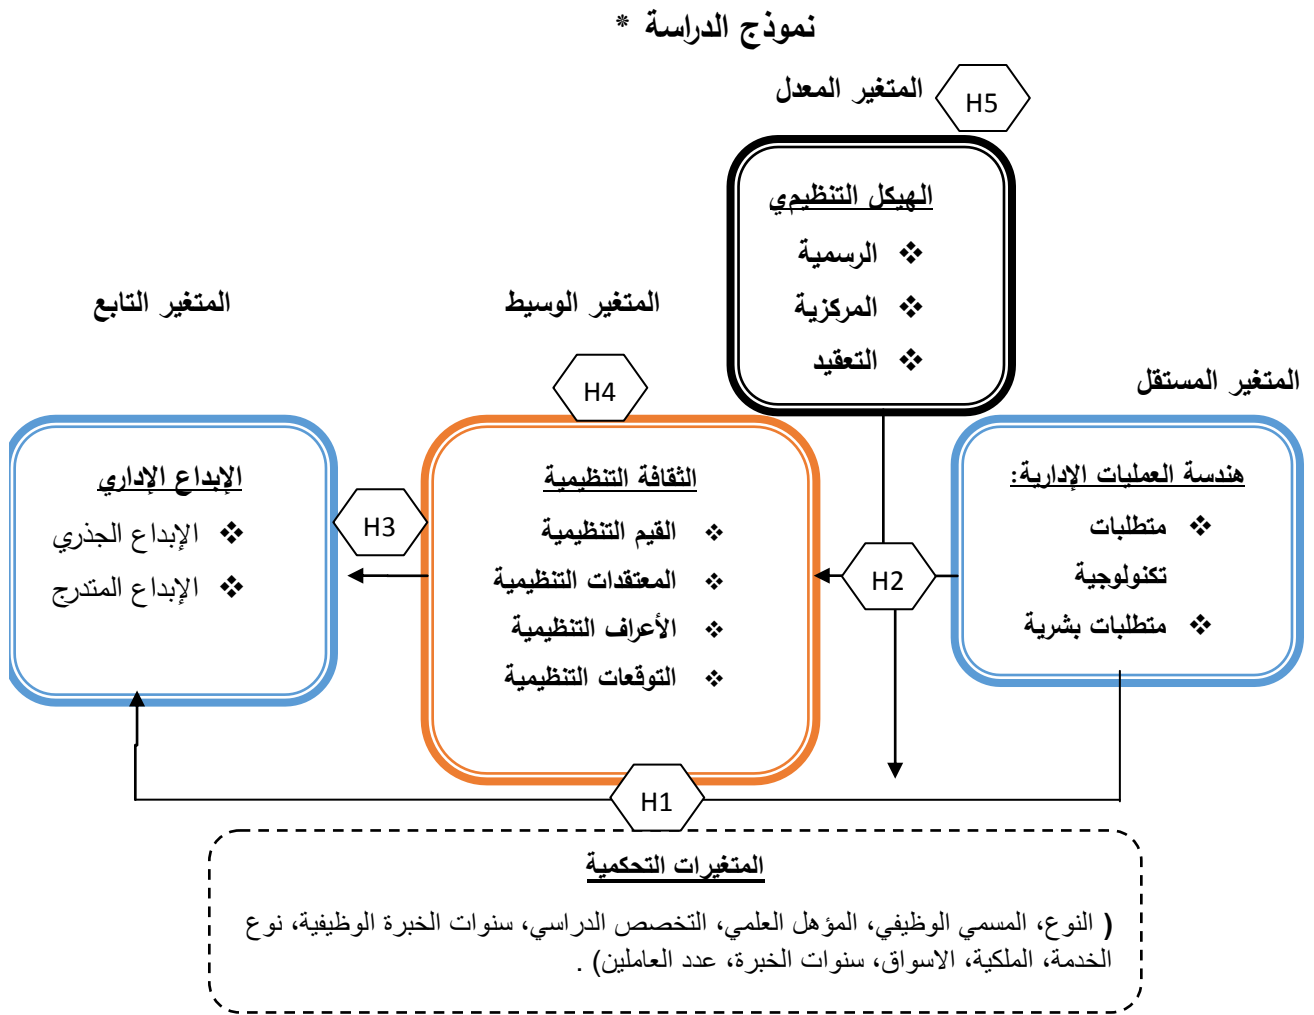 نموذج الدراسة *
المتغير المعدل
H5
الهيكل التنظيمي
❖ الرسمية
❖ المركزية
❖ التعقيد
المتغير المستقل
هندسة العمليات الإدارية:
❖ متطلبات
تكنولوجية
❖ متطلبات بشرية
H2
المتغير الوسيط
H4
الثقافة التنظيمية
❖ القيم التنظيمية
❖ المعتقدات التنظيمية
❖ الأعراف التنظيمية
❖ التوقعات التنظيمية
H3
المتغير التابع
الإبداع الإداري
❖ الإبداع الجذري
❖ الإبداع المتدرج
H1
المتغيرات التحكمية
( النوع، المسمي الوظيفي، المؤهل العلمي، التخصص الدراسي، سنوات الخبرة الوظيفية، نوع
الخدمة، الملكية، الاسواق، سنوات الخبرة، عدد العاملين) .